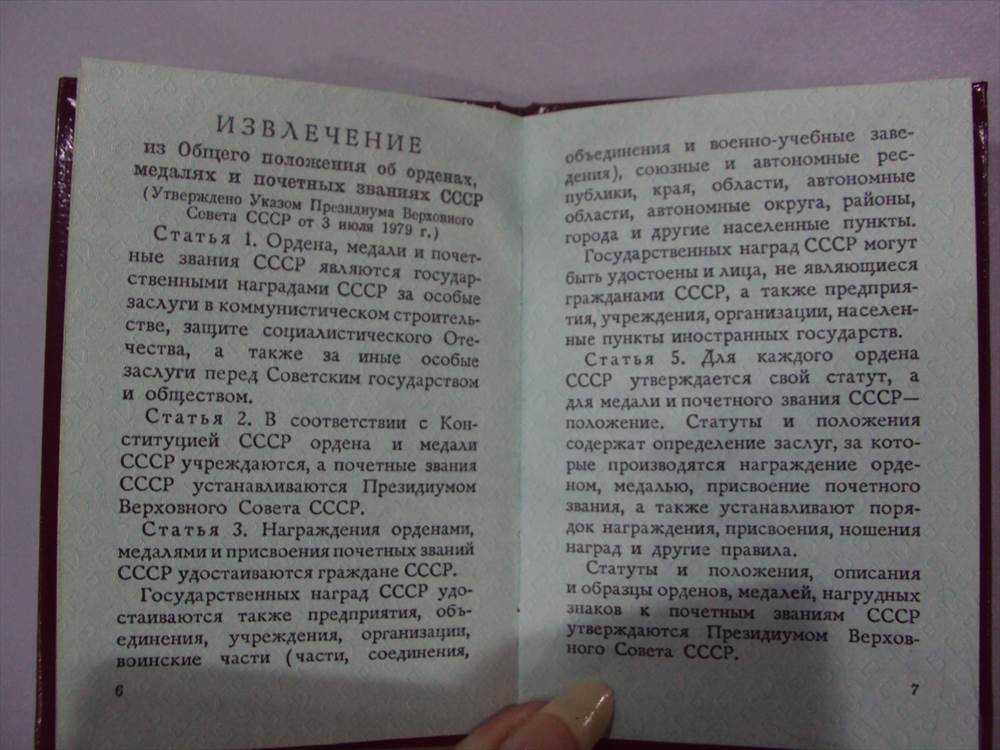 ИЗВЛЕЧЕНИЕ
из Общего положения об орденах,
медалях и почетных званиях СССР
(Утверждено Указом Президиума Верховного
Совета СССР от 3 июля 1979 г.)
Статья 1. Ордена, медали и почет-
ные звания СССР являются государ-
ственными наградами СССР за особые
заслуги в коммунистическом строитель-
стве, защите социалистического Оте-
чества, а также за иные особые
заслуги перед Советским государством
и обществом.
Статья 2. В соответствии с Кон-
ституцией СССР ордена и медали
СССР учреждаются, а почетные звания
СССР устанавливаются Президиумом
Верховного Совета СССР.
Статья 3. Награждения орденами,
медалями и присвоения почетных званий
СССР удостаиваются граждане СССР.
Государственных наград СССР удо-
стаиваются также предприятия, объ-
единения, учреждения, организации,
воинские части (части, соединения,
6
объединения и военно-учебные заве-
дения), союзные и автономные рес-
публики, края, области, автономные
области, автономные округа, районы,
города и другие населенные пункты.
Государственных наград СССР могут
быть удостоены и лица, не являющиеся
гражданами СССР, а также предприя-
тия, учреждения, организации, населен-
ные пункты иностранных государств.
Статья 5. Для каждого ордена
СССР утверждается свой статут, а
для медали и почетного звания СССР—
положение. Статуты и положения
содержат определение заслуг, за кото-
рые производятся награждение орде-
ном, медалью, присвоение почетного
звания, а также устанавливают поря-
док награждения, присвоения, ношения
наград и другие правила.
Статуты и положения, описания
и образцы орденов, медалей, нагрудных
знаков к почетным званиям СССР
утверждаются Президиумом Верхов-
ного Совета СССР.
7